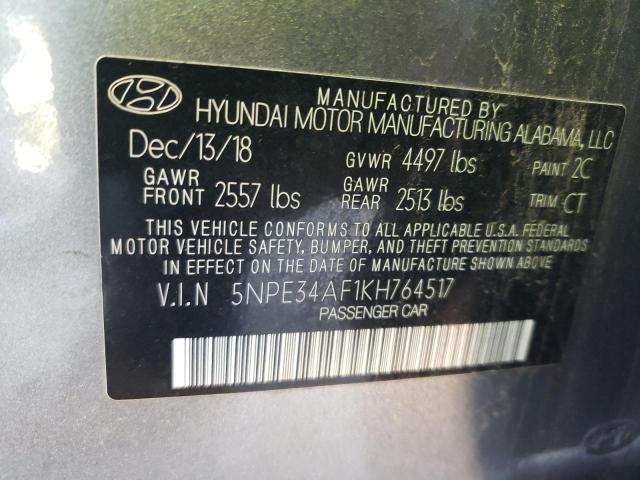 MANUFACTURED BY
HYUNDAI MOTOR MANUFACTURING ALABAMA, LLC
Dec/13/18 GVWR 4497 lbs PAINT 2C
GAWR FRONT 2557 lbs GAWR REAR 2513 lbs TRIM CT
THIS VEHICLE CONFORMS TO ALL APPLICABLE U.S.A. FEDERAL
MOTOR VEHICLE SAFETY, BUMPER, AND THEFT PREVENTION STANDARDS
IN EFFECT ON THE DATE OF MANUFACTURE SHOWN ABOVE.
V.I.N 5NPE34AF1KH764517
PASSENGER CAR